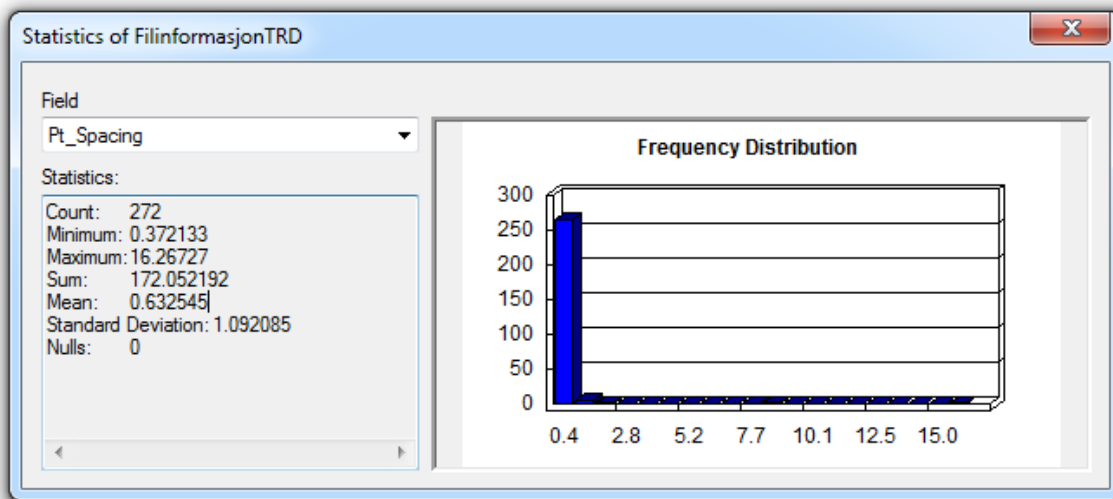 Statistics of FilinformasjonTRD
Field
Pt_Spacing
Statistics:
Count: 272
Minimum: 0.372133
Maximum: 16.26727
Sum: 172.052192
Mean: 0.632545
Standard Deviation: 1.092085
Nulls: 0
Frequency Distribution
300
250
200
150
100
50
0
0.4 2.8 5.2 7.7 10.1 12.5 15.0